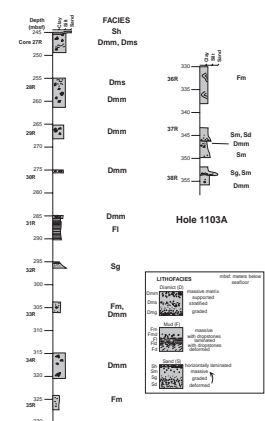 Depth
(mbsf)
Clay
Silt
Sand
FACIES
Sh
245
Core 27R
Dmm, Dms
250
255
28R
Dms
260
Dmm
265
29R
Dmm
270
275
Dmm
30R
280
285
Dmm
31R
290
Fl
295
32R
Sg
300
305
Fm,
33R
Dmm
310
315
34R
Dmm
320
325
35R
Fm
330
Clay
Silt
Sand
330
36R
Fm
335
340
37R
Sm, Sd
345
Dmm
350
Sm
38R
Sg, Sm
355
Dmm
Hole 1103A
LITHOFACIES
mbsf: meters below
seafloor
Diamict (D)
Dmm
massive matrix
supported
Dms
stratified
Dmg
graded
Mud (F)
Fm
massive
Fmd
with dropstones
Fl
laminated
Fld
with dropstones
Fd
deformed
Sand (S)
Sh
horizontally laminated
Sm
massive
Sg
graded
Sd
deformed